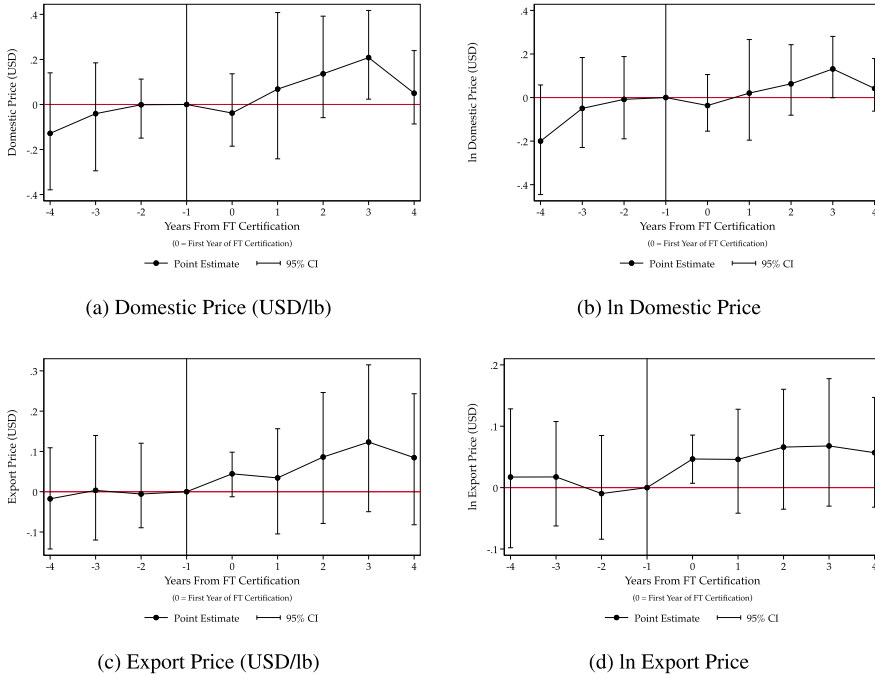 .4
.2
0
-.2
-.4
Domestic Price (USD)
-4 -3 -2 -1 0 1 2 3 4
Years From FT Certification
(0 = First Year of FT Certification)
Point Estimate 95% CI
(a) Domestic Price (USD/lb)
.4
.2
0
-.2
-.4
ln Domestic Price (USD)
-4 -3 -2 -1 0 1 2 3 4
Years From FT Certification
(0 = First Year of FT Certification)
Point Estimate 95% CI
(b) ln Domestic Price
.3
.2
.1
0
-.1
Export Price (USD)
-4 -3 -2 -1 0 1 2 3 4
Years From FT Certification
(0 = First Year of FT Certification)
Point Estimate 95% CI
(c) Export Price (USD/lb)
.2
.1
0
-.1
ln Export Price (USD)
-4 -3 -2 -1 0 1 2 3 4
Years From FT Certification
(0 = First Year of FT Certification)
Point Estimate 95% CI
(d) ln Export Price